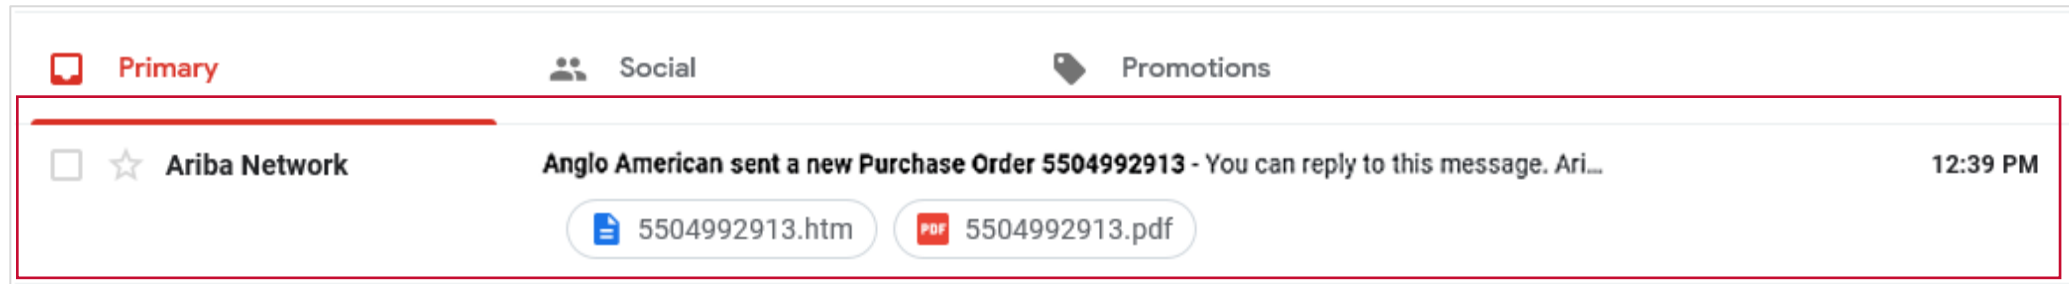 Primary Social Promotions
Ariba Network Anglo American sent a new Purchase Order 5504992913 - You can reply to this message. Ari... 12:39 PM
5504992913.htm PDF 5504992913.pdf